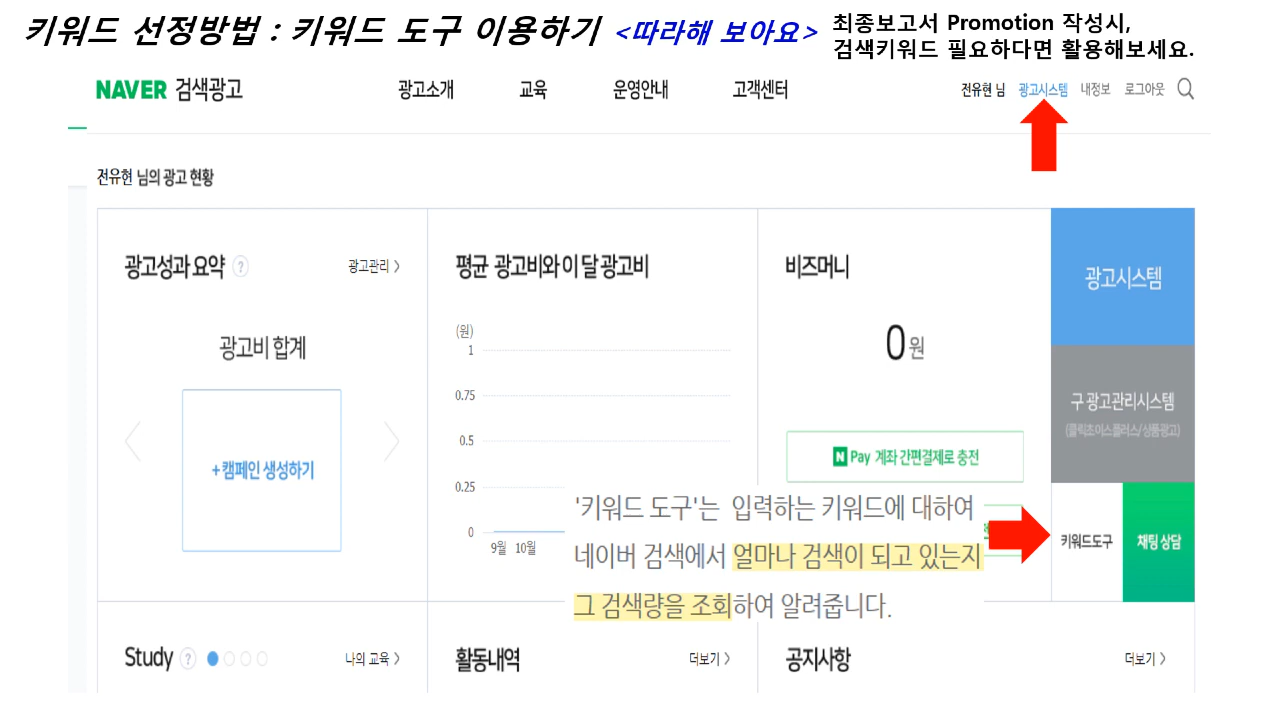 키워드 선정방법 : 키워드 도구 이용하기 <따라해 보아요>
최종보고서 Promotion 작성시,
검색키워드 필요하다면 활용해보세요.
NAVER 검색광고
광고소개
교육
운영안내
고객센터
전유현 님
광고시스템
내정보
로그아웃
전유현 님의 광고 현황
광고성과 요약 ?
광고관리 >
광고비 합계
+ 캠페인 생성하기
평균 광고비와 이 달 광고비
(원)
1
0.75
0.5
0.25
0
9월 10월
비즈머니
0원
N Pay 계좌 간편결제로 충전
광고시스템
구 광고관리시스템
(클릭초이스플러스/상품광고)
키워드도구
채팅 상담
'키워드 도구'는 입력하는 키워드에 대하여
네이버 검색에서 얼마나 검색이 되고 있는지
그 검색량을 조회하여 알려줍니다.
Study ?
나의 교육 >
활동내역
더보기 >
공지사항
더보기 >